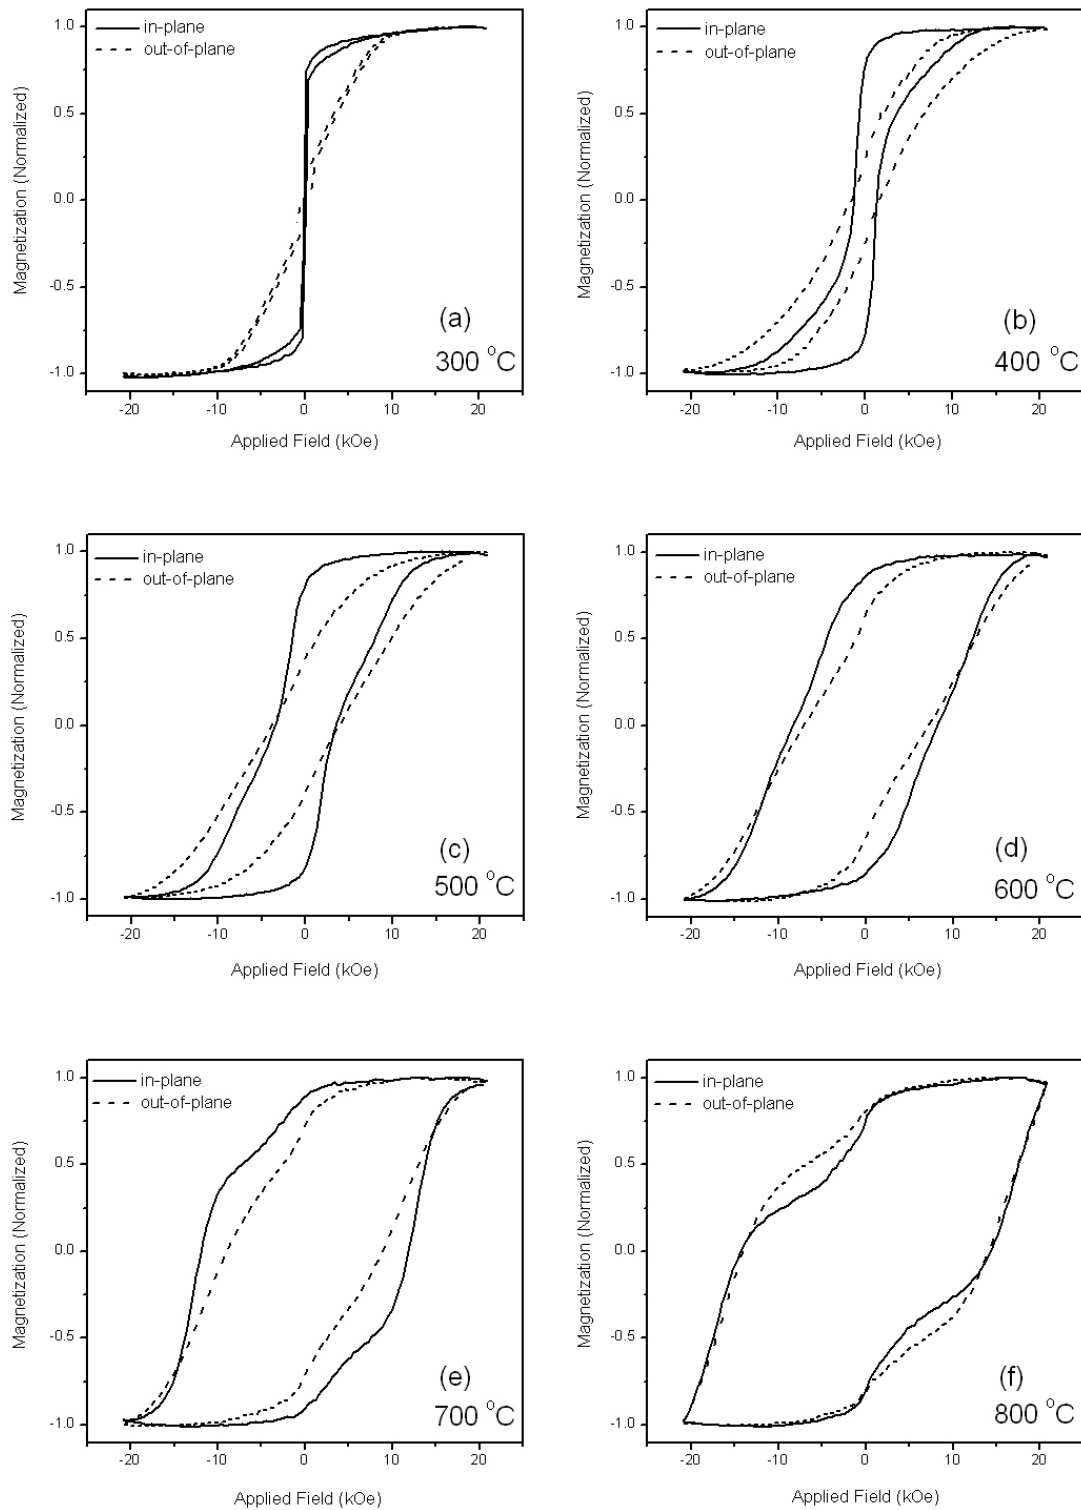 1.0
in-plane
out-of-plane
0.5
0.0
-0.5
-1.0
Magnetization (Normalized)
(a)
300 °C
-20 -10 0 10 20
Applied Field (kOe)
1.0
in-plane
out-of-plane
0.5
0.0
-0.5
-1.0
Magnetization (Normalized)
(b)
400 °C
-20 -10 0 10 20
Applied Field (kOe)
1.0
in-plane
out-of-plane
0.5
0.0
-0.5
-1.0
Magnetization (Normalized)
(c)
500 °C
-20 -10 0 10 20
Applied Field (kOe)
1.0
in-plane
out-of-plane
0.5
0.0
-0.5
-1.0
Magnetization (Normalized)
(d)
600 °C
-20 -10 0 10 20
Applied Field (kOe)
1.0
in-plane
out-of-plane
0.5
0.0
-0.5
-1.0
Magnetization (Normalized)
(e)
700 °C
-20 -10 0 10 20
Applied Field (kOe)
1.0
in-plane
out-of-plane
0.5
0.0
-0.5
-1.0
Magnetization (Normalized)
(f)
800 °C
-20 -10 0 10 20
Applied Field (kOe)